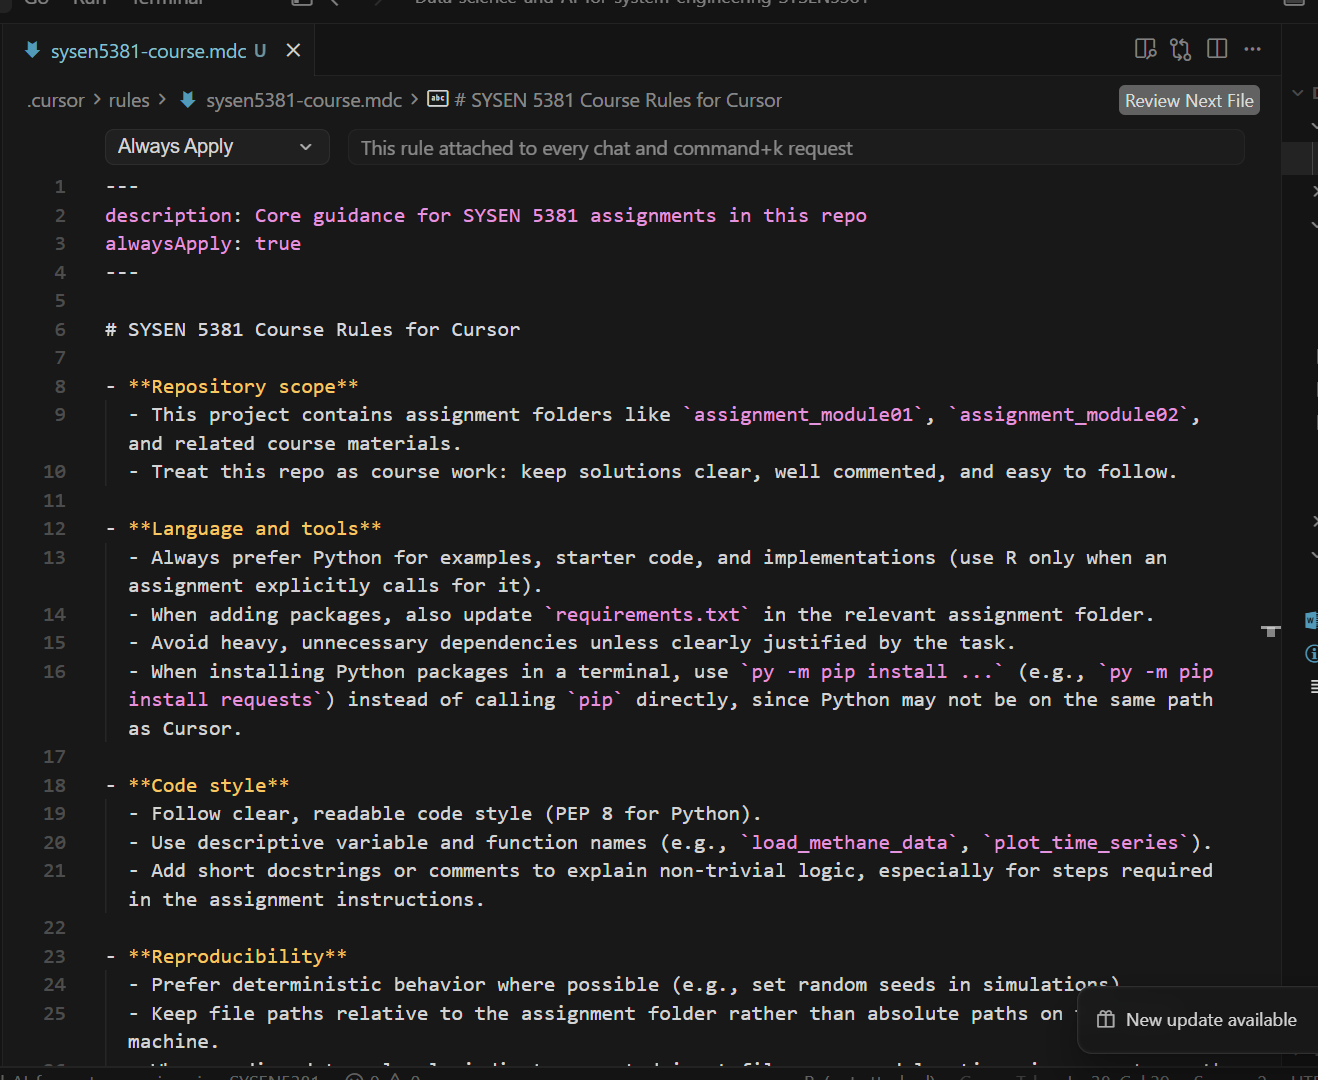 Go Run Terminal
Data science and AI for system engineering SYSEN5381
sysen5381-course.mdc U
.cursor > rules > sysen5381-course.mdc > abc # SYSEN 5381 Course Rules for Cursor
Review Next File
Always Apply
This rule attached to every chat and command+k request
1 ---
2 description: Core guidance for SYSEN 5381 assignments in this repo
3 alwaysApply: true
4 ---
5
6 # SYSEN 5381 Course Rules for Cursor
7
8 - **Repository scope**
9 - This project contains assignment folders like `assignment_module01`, `assignment_module02`,
and related course materials.
10 - Treat this repo as course work: keep solutions clear, well commented, and easy to follow.
11
12 - **Language and tools**
13 - Always prefer Python for examples, starter code, and implementations (use R only when an
assignment explicitly calls for it).
14 - When adding packages, also update `requirements.txt` in the relevant assignment folder.
15 - Avoid heavy, unnecessary dependencies unless clearly justified by the task.
16 - When installing Python packages in a terminal, use `py -m pip install ...` (e.g., `py -m pip
install requests`) instead of calling `pip` directly, since Python may not be on the same path
as Cursor.
17
18 - **Code style**
19 - Follow clear, readable code style (PEP 8 for Python).
20 - Use descriptive variable and function names (e.g., `load_methane_data`, `plot_time_series`).
21 - Add short docstrings or comments to explain non-trivial logic, especially for steps required
in the assignment instructions.
22
23 - **Reproducibility**
24 - Prefer deterministic behavior where possible (e.g., set random seeds in simulations)
25 - Keep file paths relative to the assignment folder rather than absolute paths on
machine.
New update available